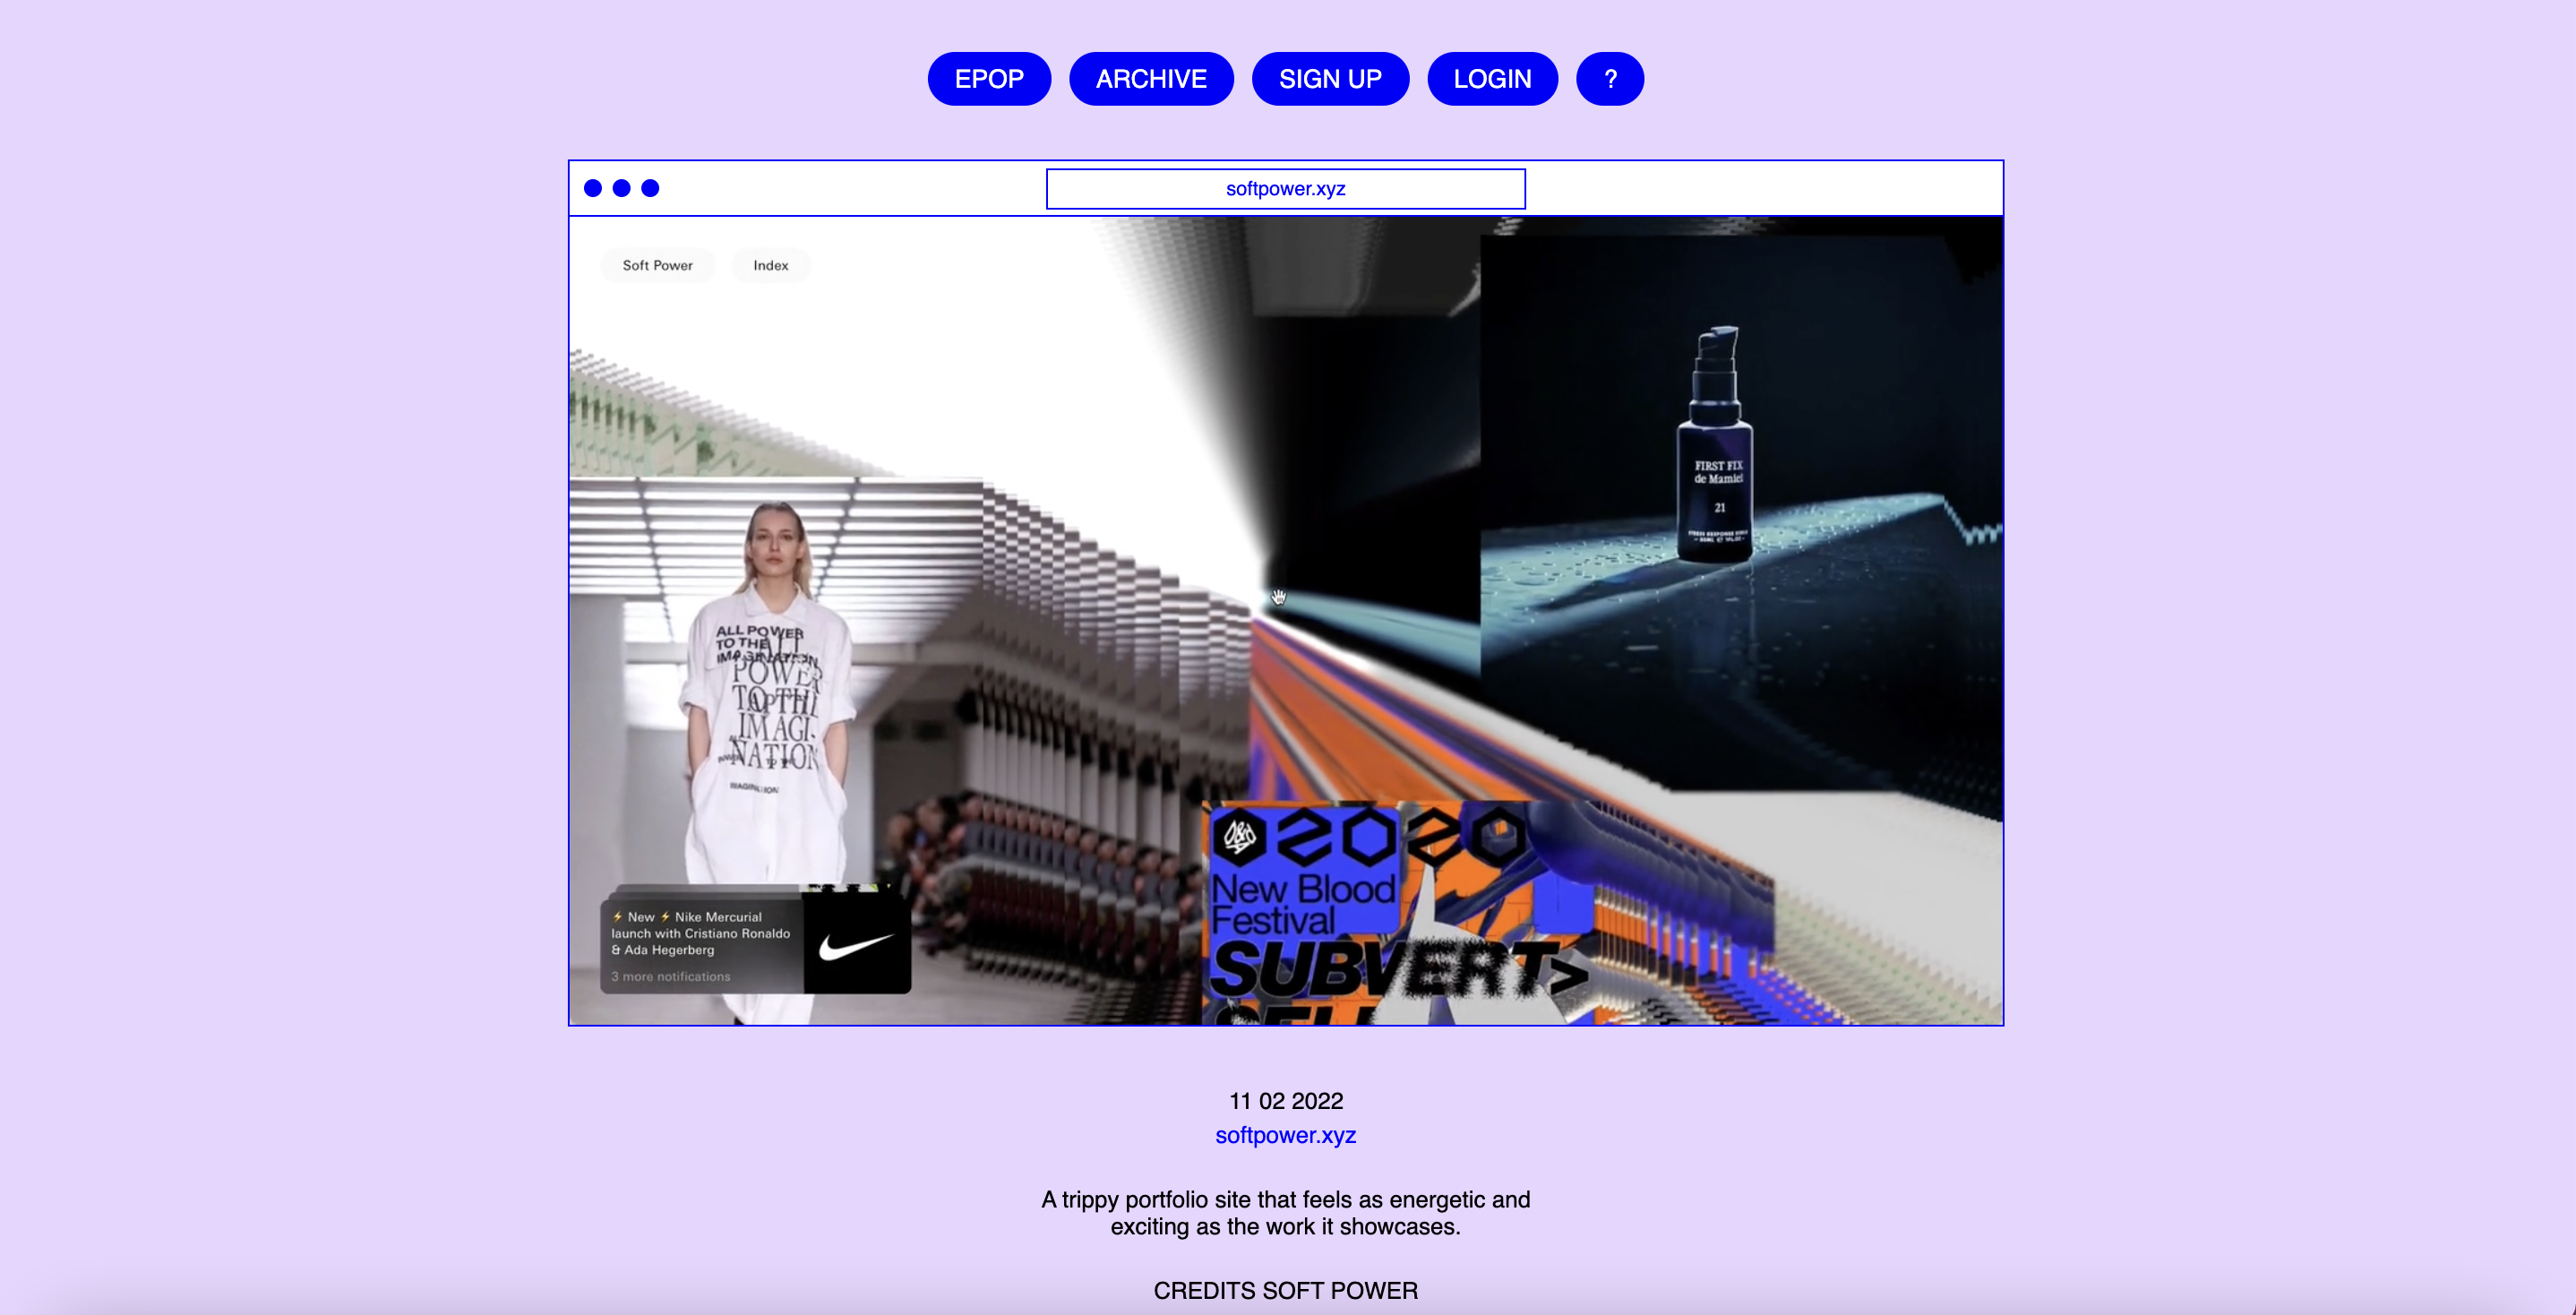 EPOP
ARCHIVE
SIGN UP
LOGIN
?
softpower.xyz
Soft Power
Index
FIRST FIX
de Mamiel
21
ALL POWER
TO THE
POWER
TO THE
IMAGI-
NATION
⚡ New ⚡ Nike Mercurial
launch with Cristiano Ronaldo
& Ada Hegerberg
3 more notifications
D&AD
2020
New Blood
Festival
SUBVERT>
11 02 2022
softpower.xyz
A trippy portfolio site that feels as energetic and
exciting as the work it showcases.
CREDITS SOFT POWER